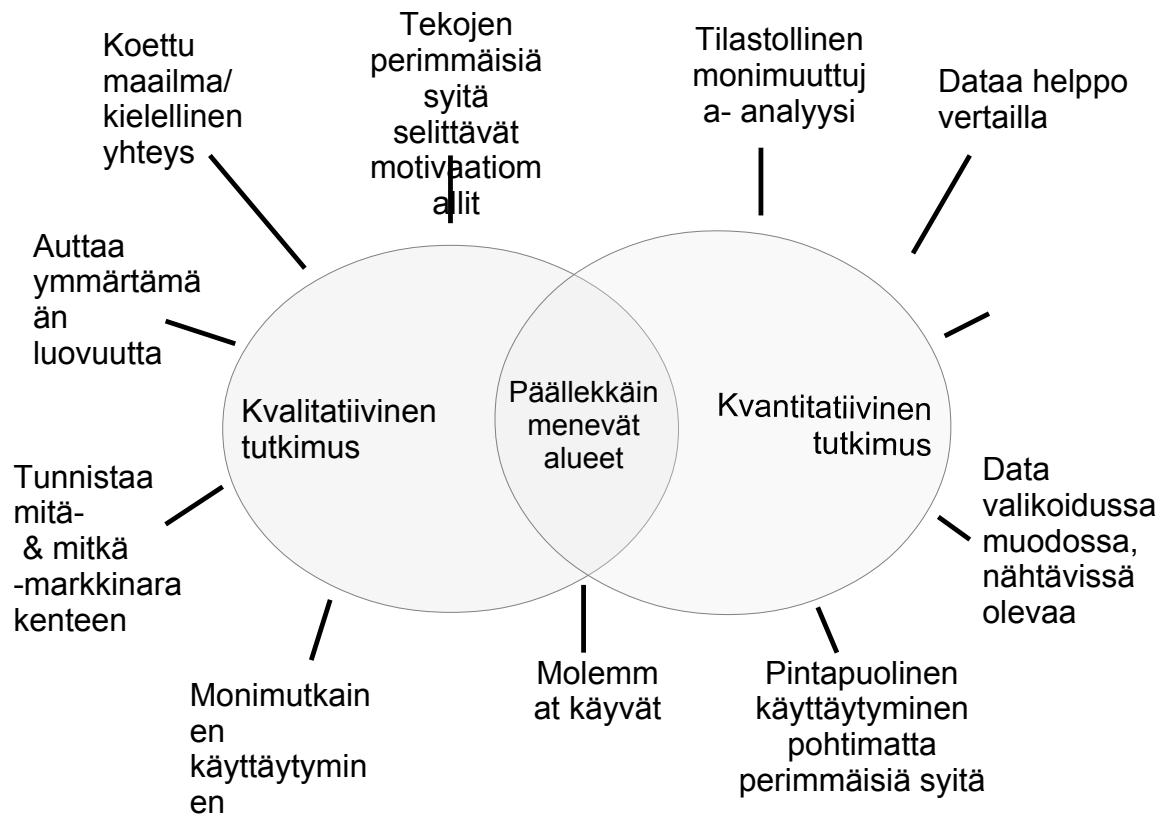 Koettu
maailma/
kielellinen
yhteys
Tekojen
perimmäisiä
syitä
selittävät
motivaatiom
allit
Tilastollinen
monimuuttuj
a- analyysi
Dataa helppo
vertailla
Auttaa
ymmärtämä
än
luovuutta
Kvalitatiivinen
tutkimus
Päällekkäin
menevät
alueet
Kvantitatiivinen
tutkimus
Tunnistaa
mitä-
& mitkä
-markkinara
kenteen
Data
valikoidussa
muodossa,
nähtävissä
olevaa
Monimutkain
en
käyttäytymin
en
Molemm
at käyvät
Pintapuolinen
käyttäytyminen
pohtimatta
perimmäisiä syitä